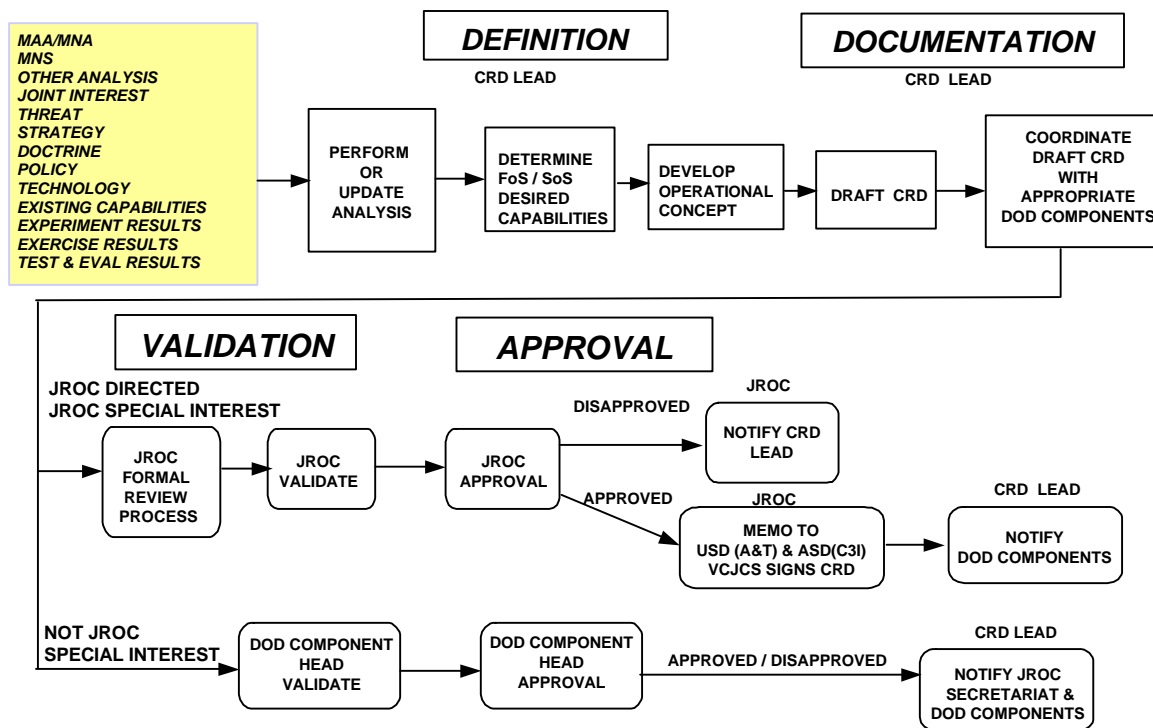 MAA/MNA
MNS
OTHER ANALYSIS
JOINT INTEREST
THREAT
STRATEGY
DOCTRINE
POLICY
TECHNOLOGY
EXISTING CAPABILITIES
EXPERIMENT RESULTS
EXERCISE RESULTS
TEST & EVAL RESULTS
DEFINITION
CRD LEAD
DOCUMENTATION
CRD LEAD
PERFORM
OR
UPDATE
ANALYSIS
DETERMINE
FoS / SoS
DESIRED
CAPABILITIES
DEVELOP
OPERATIONAL
CONCEPT
DRAFT CRD
COORDINATE
DRAFT CRD
WITH
APPROPRIATE
DOD COMPONENTS
VALIDATION
APPROVAL
JROC DIRECTED
JROC SPECIAL INTEREST
JROC
FORMAL
REVIEW
PROCESS
JROC
VALIDATE
JROC
APPROVAL
DISAPPROVED
JROC
NOTIFY CRD
LEAD
APPROVED
JROC
MEMO TO
USD (A&T) & ASD(C3I)
VCJCS SIGNS CRD
CRD LEAD
NOTIFY
DOD COMPONENTS
NOT JROC
SPECIAL INTEREST
DOD COMPONENT
HEAD
VALIDATE
DOD COMPONENT
HEAD
APPROVAL
APPROVED / DISAPPROVED
CRD LEAD
NOTIFY JROC
SECRETARIAT &
DOD COMPONENTS